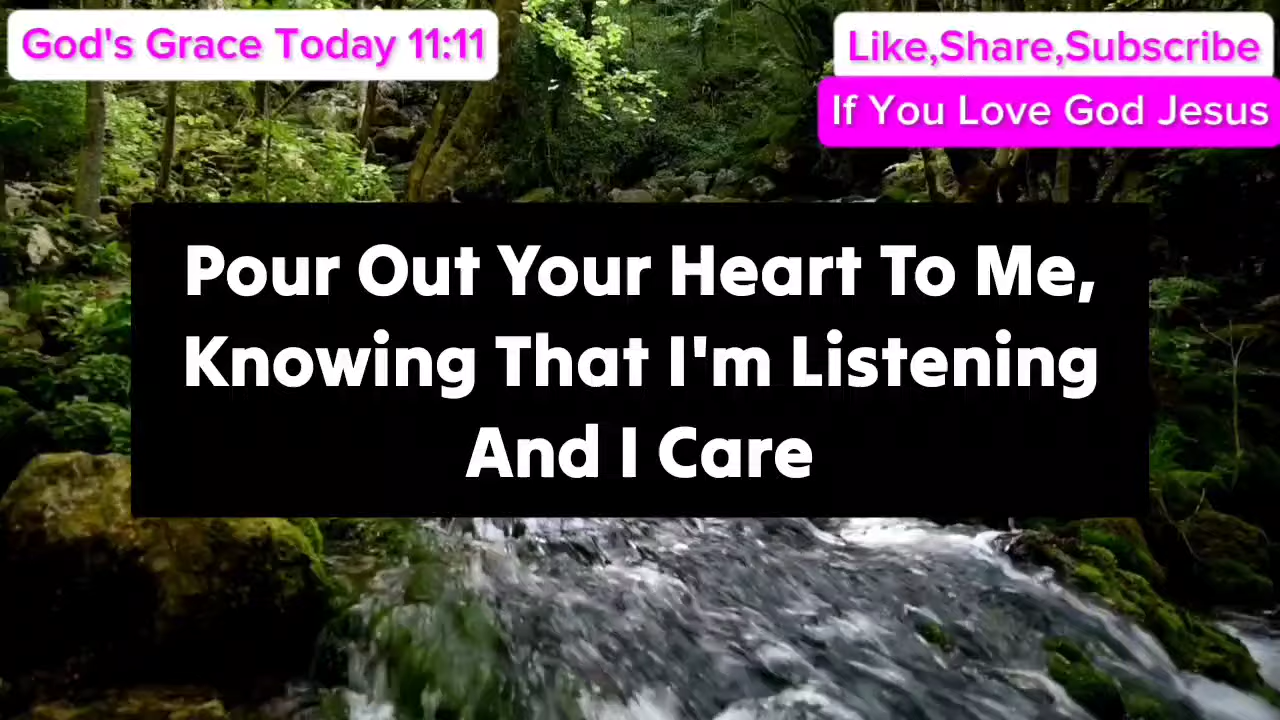 God's Grace Today 11:11
Like,Share,Subscribe
If You Love God Jesus
Pour Out Your Heart To Me,
Knowing That I'm Listening
And I Care